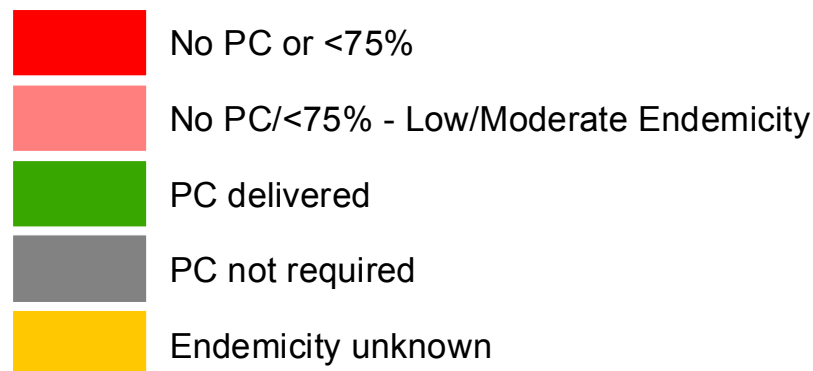 No PC or <75%
No PC/<75% - Low/Moderate Endemicity
PC delivered
PC not required
Endemicity unknown